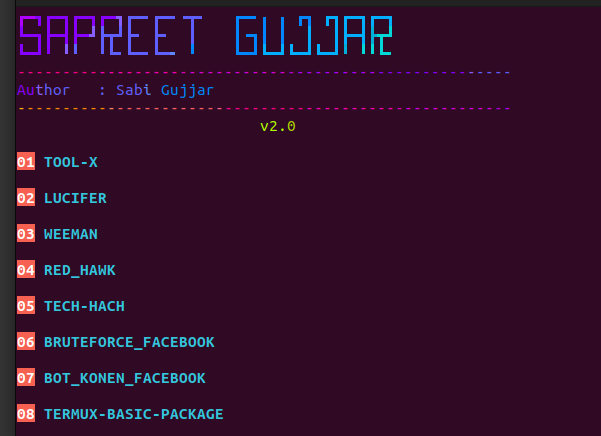 SAPREET GUJJAR
---------------------------------------------------------
Author : Sabi Gujjar
---------------------------------------------------------
v2.0
01 TOOL-X
02 LUCIFER
03 WEEMAN
04 RED_HAWK
05 TECH-HACH
06 BRUTEFORCE_FACEBOOK
07 BOT_KONEN_FACEBOOK
08 TERMUX-BASIC-PACKAGE